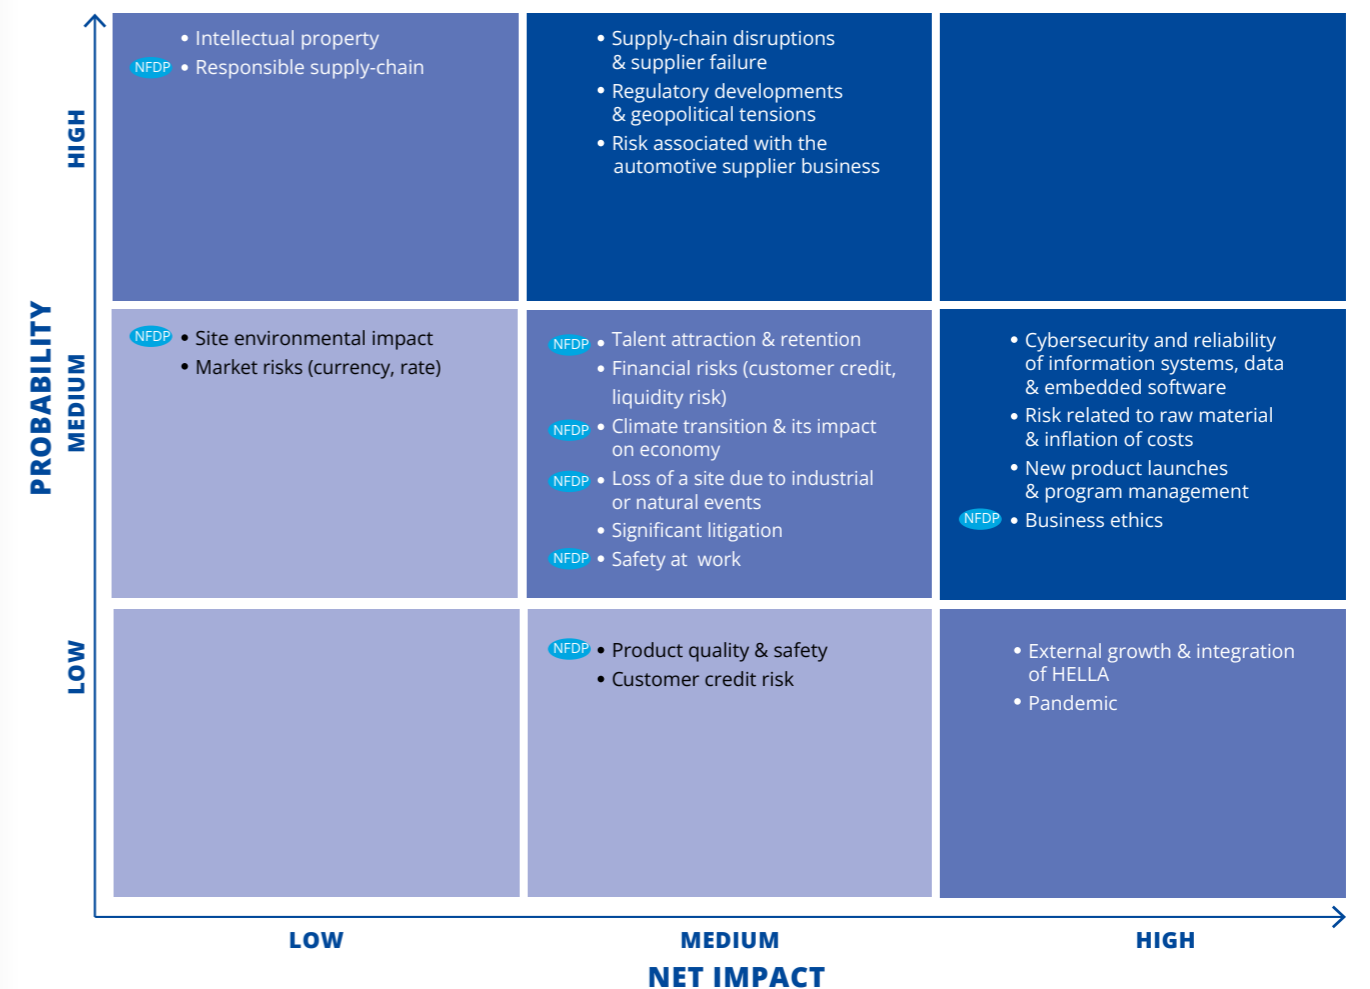 PROBABILITY
HIGH
• Intellectual property
NFDP • Responsible supply-chain
• Supply-chain disruptions
& supplier failure
• Regulatory developments
& geopolitical tensions
• Risk associated with the
automotive supplier business
MEDIUM
NFDP • Site environmental impact
• Market risks (currency, rate)
NFDP • Talent attraction & retention
• Financial risks (customer credit,
liquidity risk)
NFDP • Climate transition & its impact
on economy
NFDP • Loss of a site due to industrial
or natural events
• Significant litigation
NFDP • Safety at work
• Cybersecurity and reliability
of information systems, data
& embedded software
• Risk related to raw material
& inflation of costs
• New product launches
& program management
NFDP • Business ethics
LOW
NFDP • Product quality & safety
• Customer credit risk
• External growth & integration
of HELLA
• Pandemic
LOW
MEDIUM
HIGH
NET IMPACT